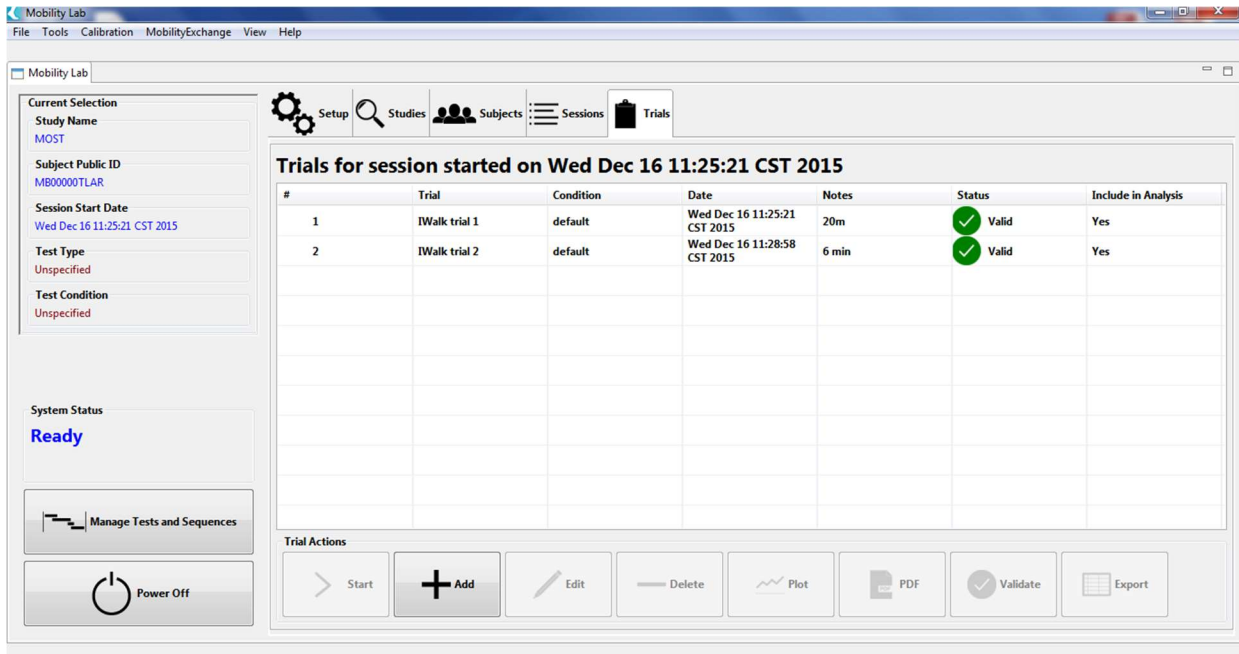 Mobility Lab
File Tools Calibration MobilityExchange View Help
Mobility Lab
Current Selection
Study Name
MOST
Subject Public ID
MB00000TLAR
Session Start Date
Wed Dec 16 11:25:21 CST 2015
Test Type
Unspecified
Test Condition
Unspecified
System Status
Ready
Manage Tests and Sequences
Power Off
Setup Studies Subjects Sessions Trials
Trials for session started on Wed Dec 16 11:25:21 CST 2015
# Trial Condition Date Notes Status Include in Analysis
1 IWalk trial 1 default Wed Dec 16 11:25:21 CST 2015 20m Valid Yes
2 IWalk trial 2 default Wed Dec 16 11:28:58 CST 2015 6 min Valid Yes
Trial Actions
Start Add Edit Delete Plot PDF Validate Export